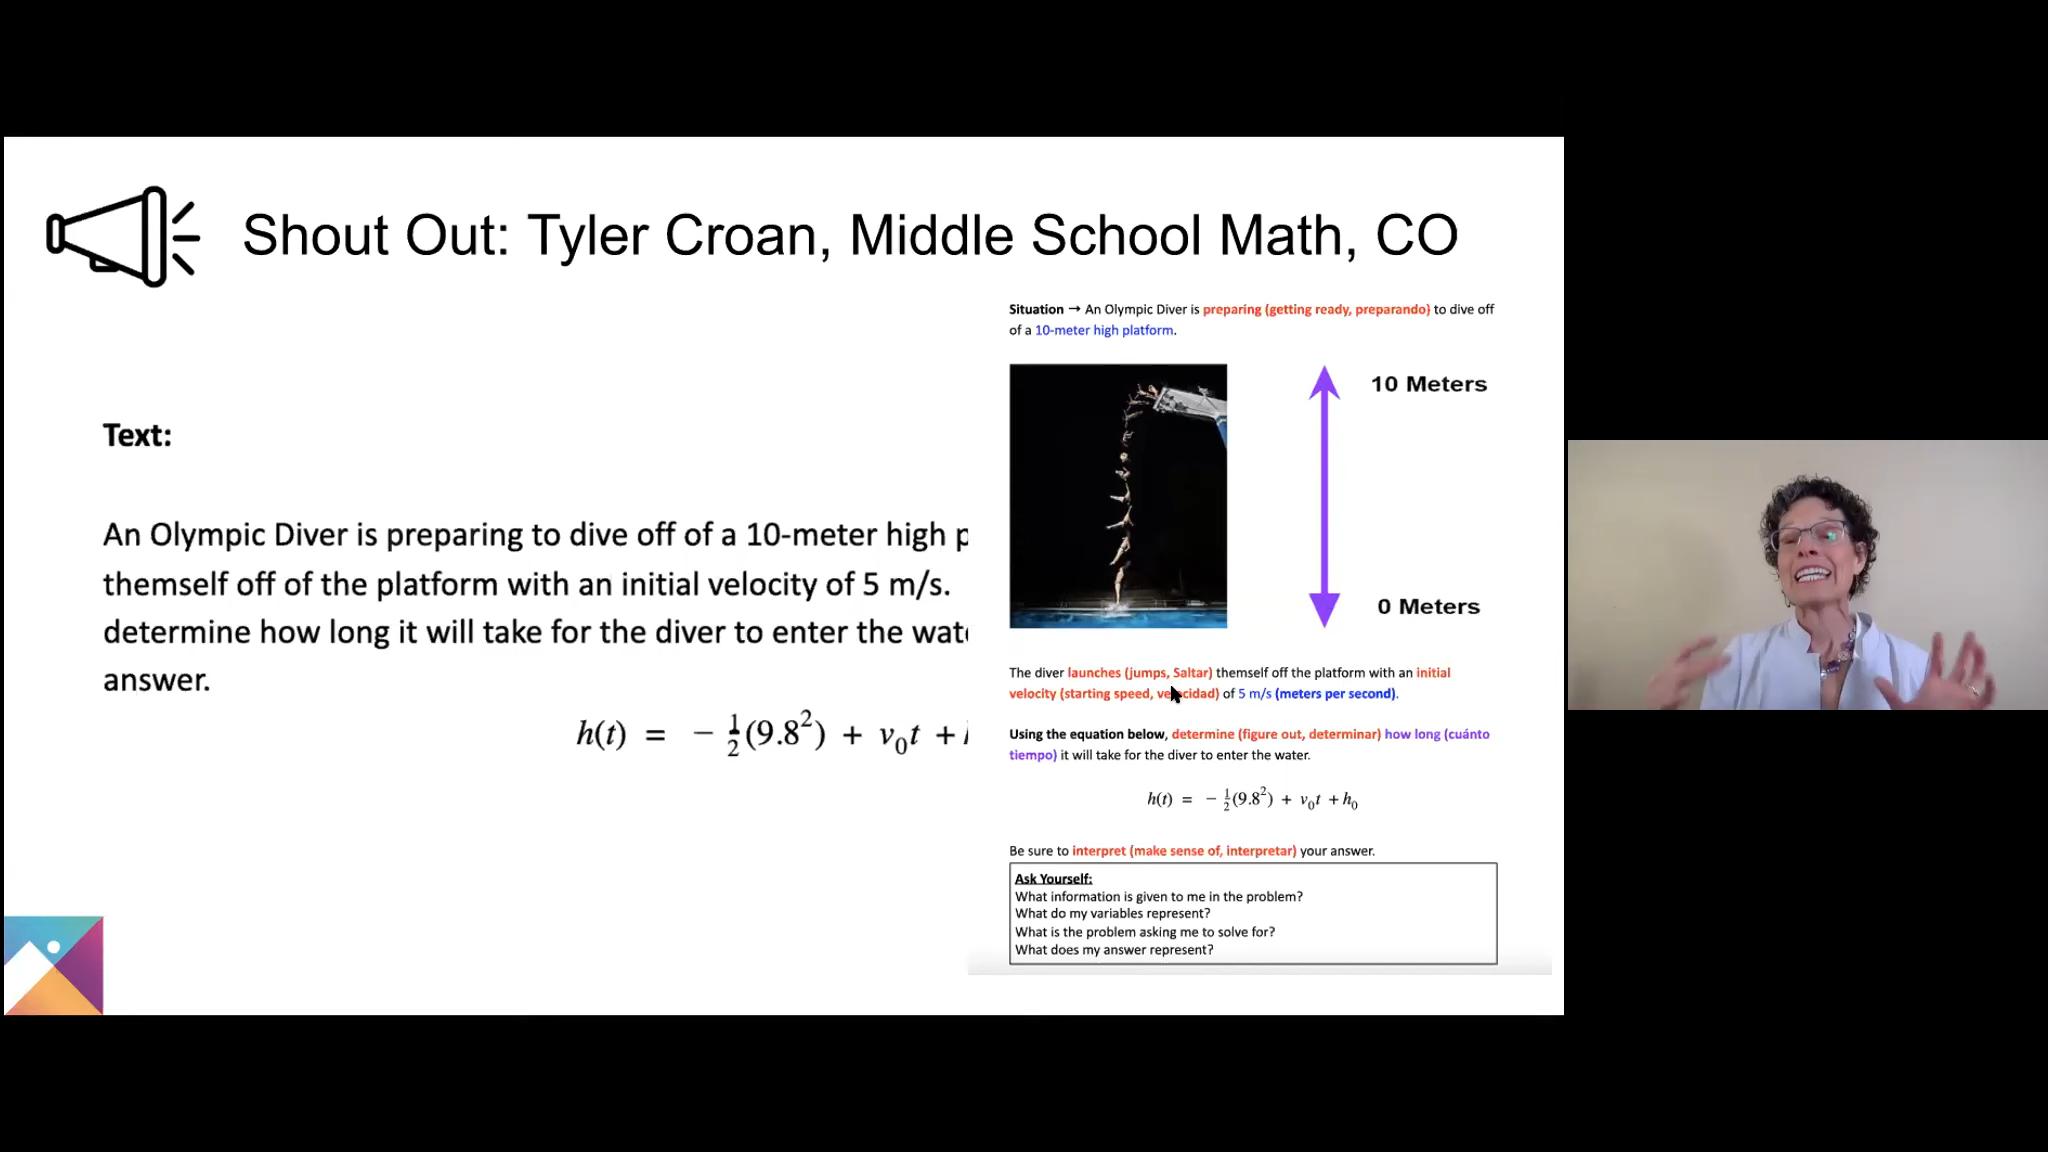 Shout Out: Tyler Croan, Middle School Math, CO
Text:
An Olympic Diver is preparing to dive off of a 10-meter high
themself off of the platform with an initial velocity of 5 m/s.
determine how long it will take for the diver to enter the
answer.
h(t) = − ½(9.8²) + v₀t +
Situation → An Olympic Diver is preparing (getting ready, preparando) to dive off
of a 10-meter high platform.
10 Meters
0 Meters
The diver launches (jumps, Saltar) themself off the platform with an initial
velocity (starting speed, velocidad) of 5 m/s (meters per second).
Using the equation below, determine (figure out, determinar) how long (cuánto
tiempo) it will take for the diver to enter the water.
h(t) = − ½(9.8²) + v₀t + h₀
Be sure to interpret (make sense of, interpretar) your answer.
Ask Yourself:
What information is given to me in the problem?
What do my variables represent?
What is the problem asking me to solve for?
What does my answer represent?